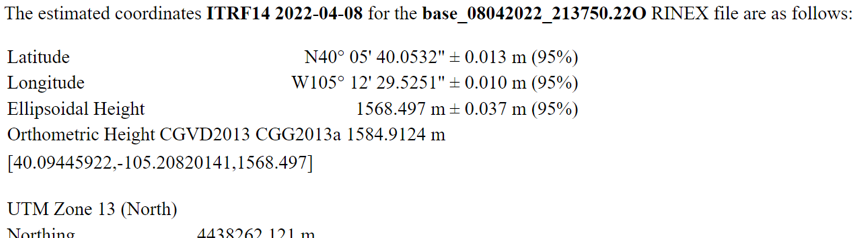 The estimated coordinates ITRF14 2022-04-08 for the base_08042022_213750.22O RINEX file are as follows:
Latitude N40° 05' 40.0532" ± 0.013 m (95%)
Longitude W105° 12' 29.5251" ± 0.010 m (95%)
Ellipsoidal Height 1568.497 m ± 0.037 m (95%)
Orthometric Height CGVD2013 CGG2013a 1584.9124 m
[40.09445922,-105.20820141,1568.497]
UTM Zone 13 (North)
Northing 4438262.121 m